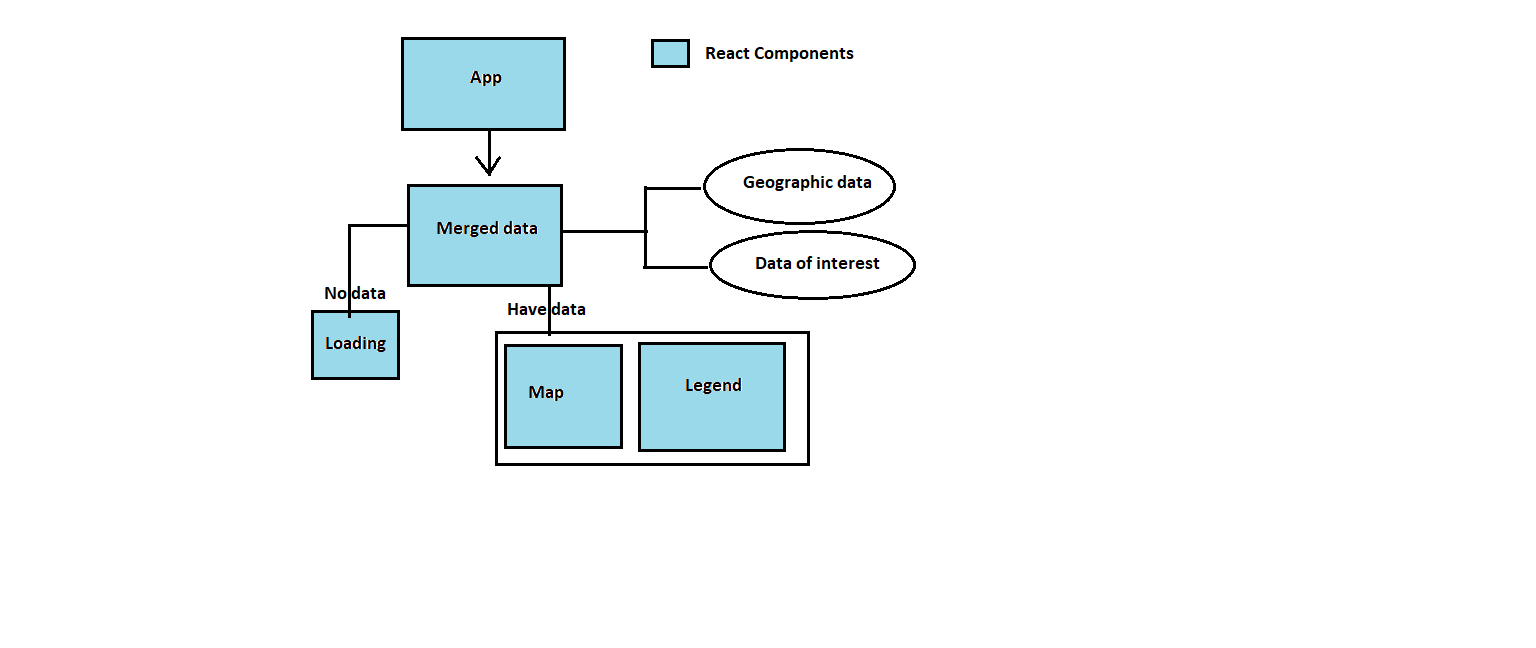 App
React Components
Geographic data
Merged data
Data of interest
No data
Have data
Loading
Map
Legend